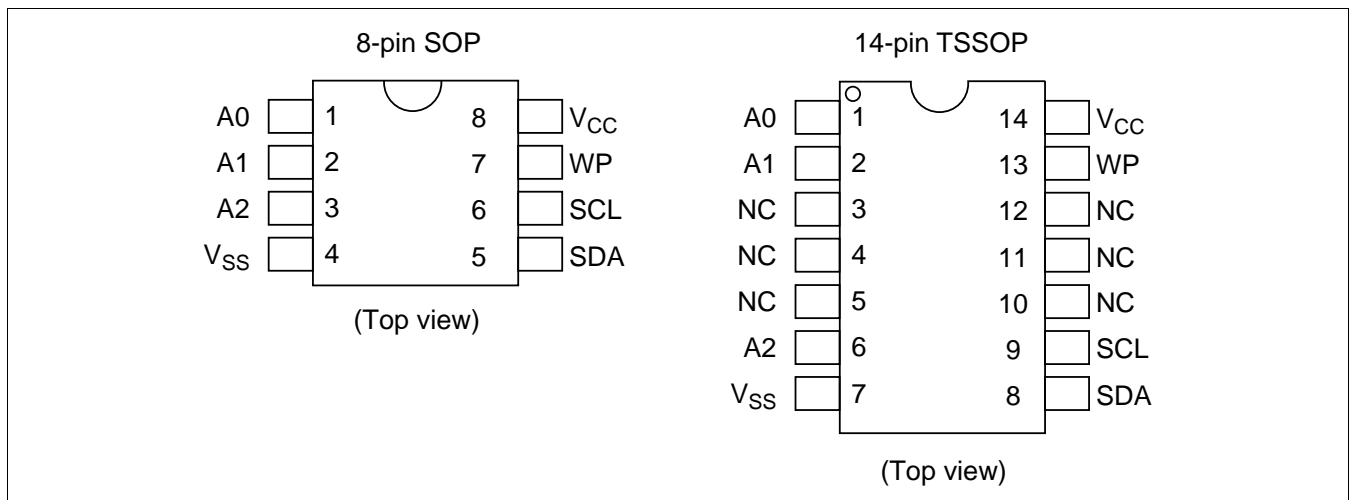 8-pin SOP
A0 1 8 VCC
A1 2 7 WP
A2 3 6 SCL
VSS 4 5 SDA
(Top view)
14-pin TSSOP
A0 1 14 VCC
A1 2 13 WP
NC 3 12 NC
NC 4 11 NC
NC 5 10 NC
A2 6 9 SCL
VSS 7 8 SDA
(Top view)